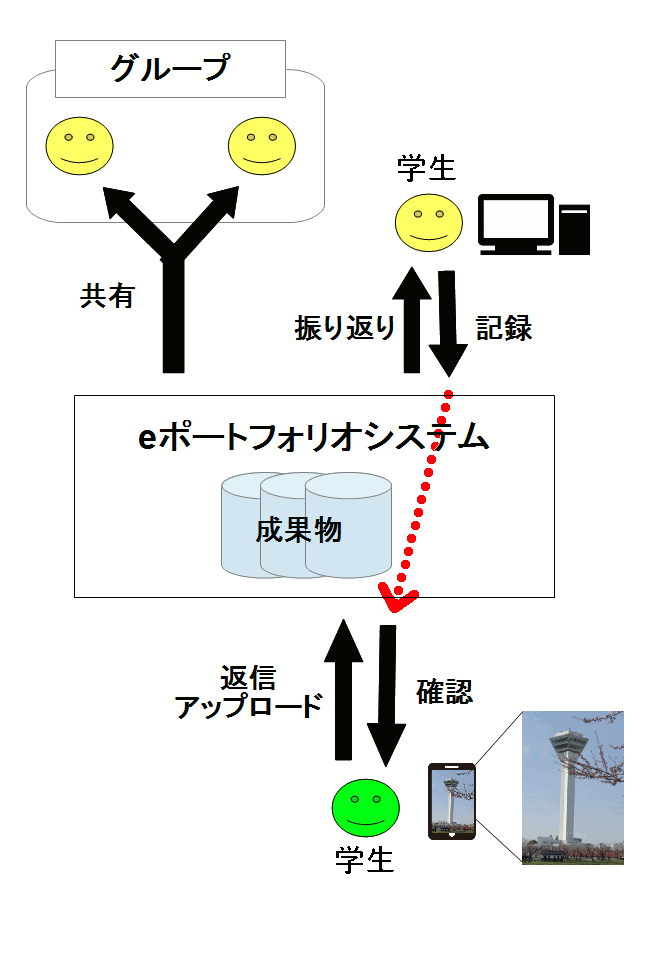 グループ
学生
共有
振り返り
記録
eポートフォリオシステム
成果物
返信
アップロード
確認
学生